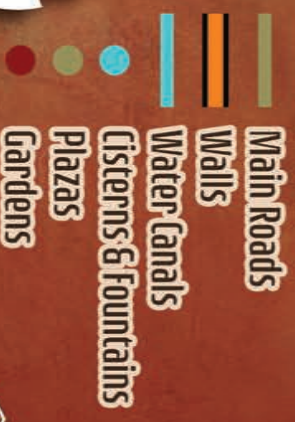 Main Roads
Walls
Water Canals
Cisterns & Fountains
Plazas
Gardens